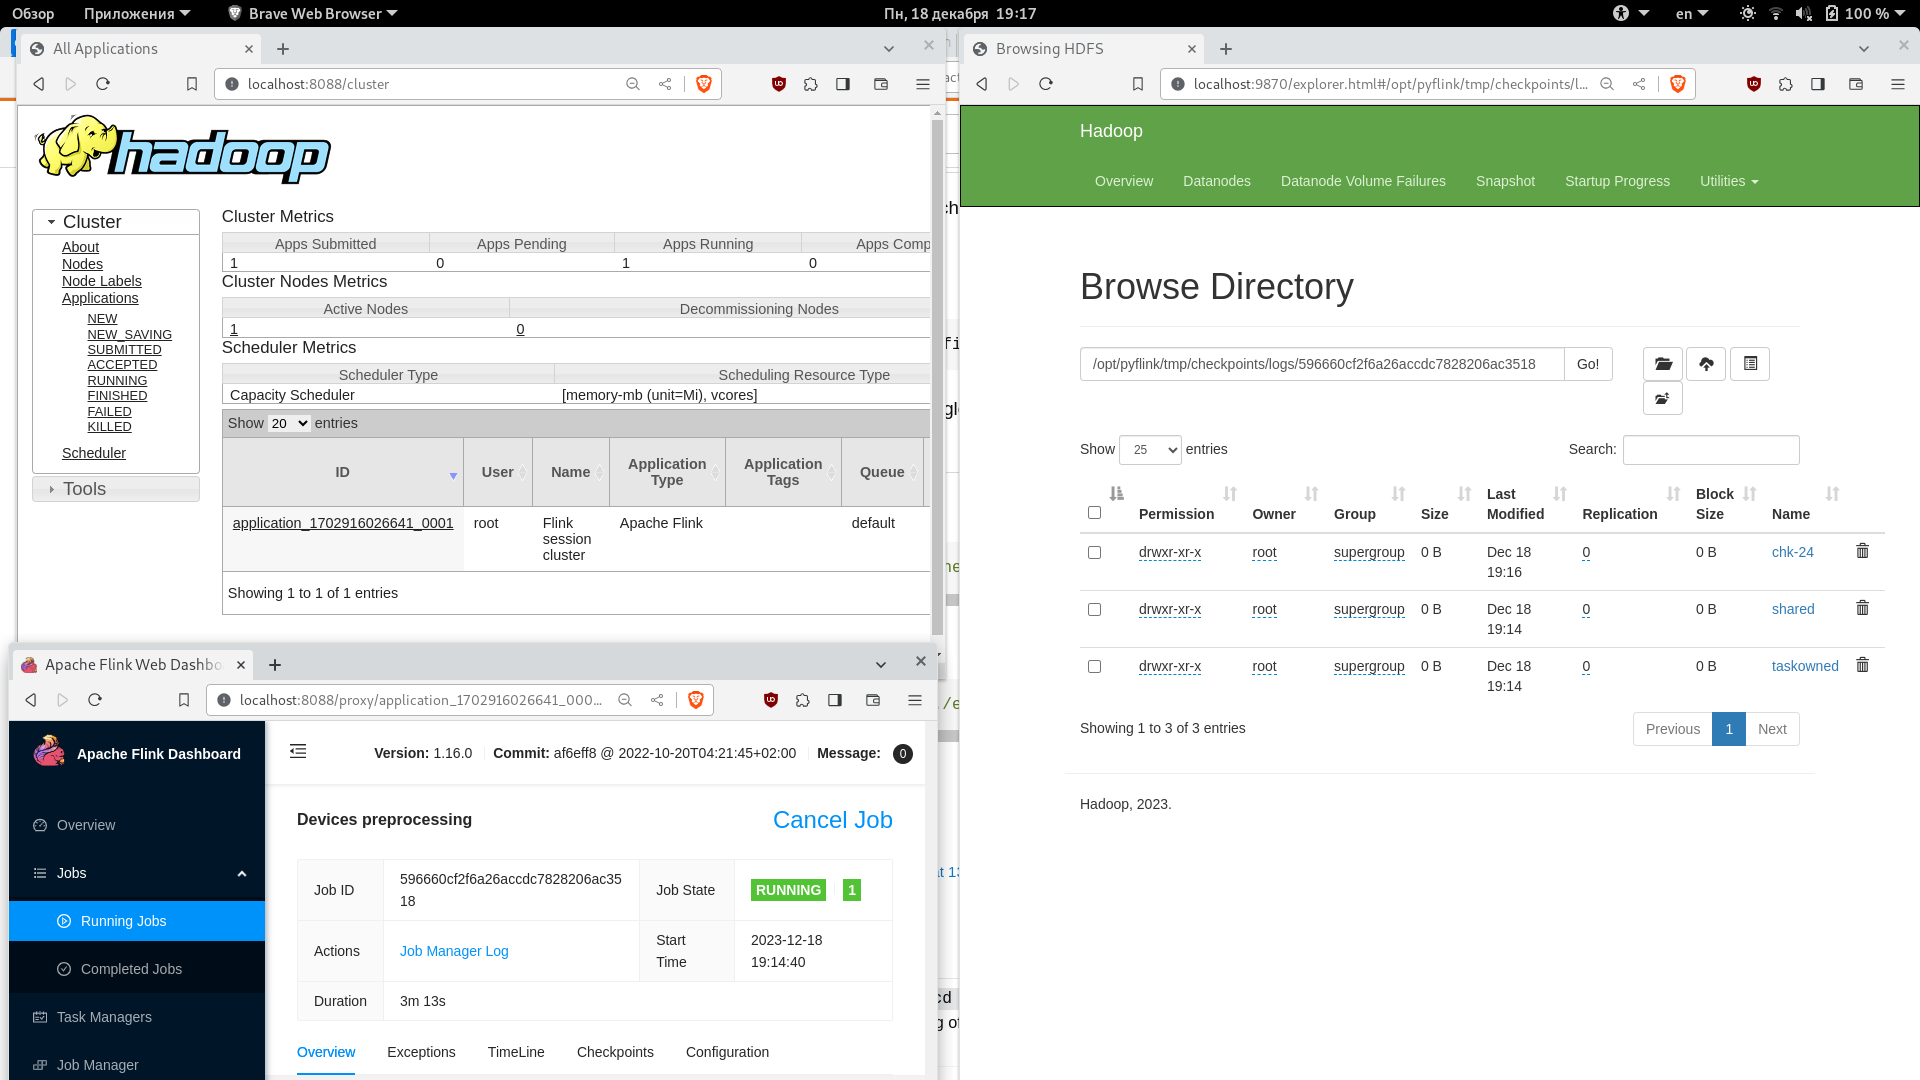 Обзор Приложения Brave Web Browser Пн, 18 декабря 19:17 en 100 %
All Applications
localhost:8088/cluster
hadoop
Cluster
About
Nodes
Node Labels
Applications
NEW
NEW_SAVING
SUBMITTED
ACCEPTED
RUNNING
FINISHED
FAILED
KILLED
Scheduler
Tools
Cluster Metrics
Apps Submitted Apps Pending Apps Running Apps Comp
1 0 1 0
Cluster Nodes Metrics
Active Nodes Decommissioning Nodes
1 0
Scheduler Metrics
Scheduler Type Scheduling Resource Type
Capacity Scheduler [memory-mb (unit=Mi), vcores]
Show 20 entries
ID User Name Application Type Application Tags Queue
application_1702916026641_0001 root Flink session cluster Apache Flink default
Showing 1 to 1 of 1 entries
Apache Flink Web Dashbo
localhost:8088/proxy/application_1702916026641_000...
Apache Flink Dashboard
Version: 1.16.0 Commit: af6eff8 @ 2022-10-20T04:21:45+02:00 Message: 0
Overview
Jobs
Running Jobs
Completed Jobs
Task Managers
Job Manager
Devices preprocessing Cancel Job
Job ID 596660cf2f6a26accdc7828206ac35
18
Job State RUNNING 1
Actions Job Manager Log
Start Time 2023-12-18 19:14:40
Duration 3m 13s
Overview Exceptions TimeLine Checkpoints Configuration
Browsing HDFS
localhost:9870/explorer.html#/opt/pyflink/tmp/checkpoints/l...
Hadoop
Overview Datanodes Datanode Volume Failures Snapshot Startup Progress Utilities
Browse Directory
/opt/pyflink/tmp/checkpoints/logs/596660cf2f6a26accdc7828206ac3518 Go!
Show 25 entries Search:
Permission Owner Group Size Last Modified Replication Block Size Name
drwxr-xr-x root supergroup 0 B Dec 18 19:16 0 0 B chk-24
drwxr-xr-x root supergroup 0 B Dec 18 19:14 0 0 B shared
drwxr-xr-x root supergroup 0 B Dec 18 19:14 0 0 B taskowned
Showing 1 to 3 of 3 entries Previous 1 Next
Hadoop, 2023.